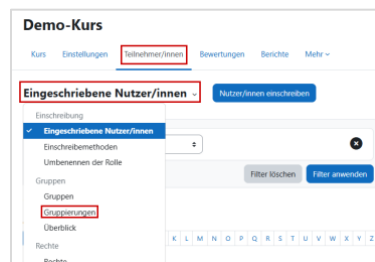 Demo-Kurs
Kurs Einstellungen Teilnehmer/innen Bewertungen Berichte Mehr
Eingeschriebene Nutzer/innen Nutzer/innen einschreiben
Einschreibung
Eingeschriebene Nutzer/innen
Einschreibemethoden
Umbenennen der Rolle
Filter löschen Filter anwenden
Gruppen
Gruppen
Gruppierungen
Überblick
K L M N O P Q R S T U V W X Y Z
Rechte
Rechte